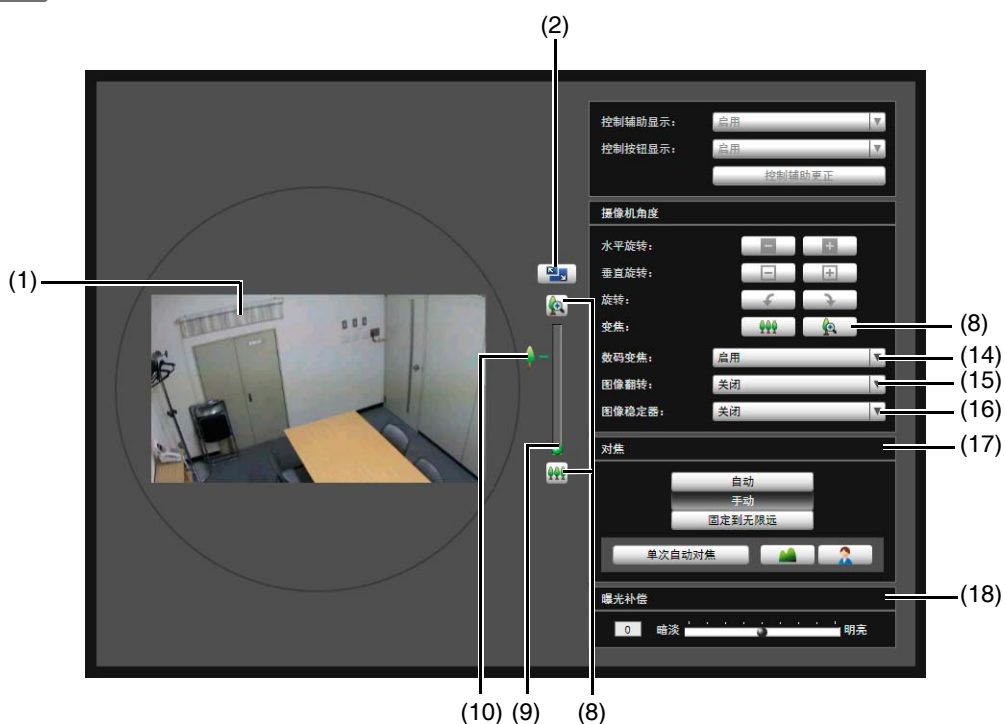 (2)
控制辅助显示: 启用
控制按钮显示: 启用
控制辅助更正
摄像机角度
水平旋转:
垂直旋转:
(1)
旋转:
变焦: (8)
(10)
数码变焦: 启用 (14)
图像翻转: 关闭 (15)
图像稳定器: 关闭 (16)
(9)
对焦 (17)
自动
手动
固定到无限远
单次自动对焦
曝光补偿 (18)
0 暗淡 明亮
(10) (9) (8)